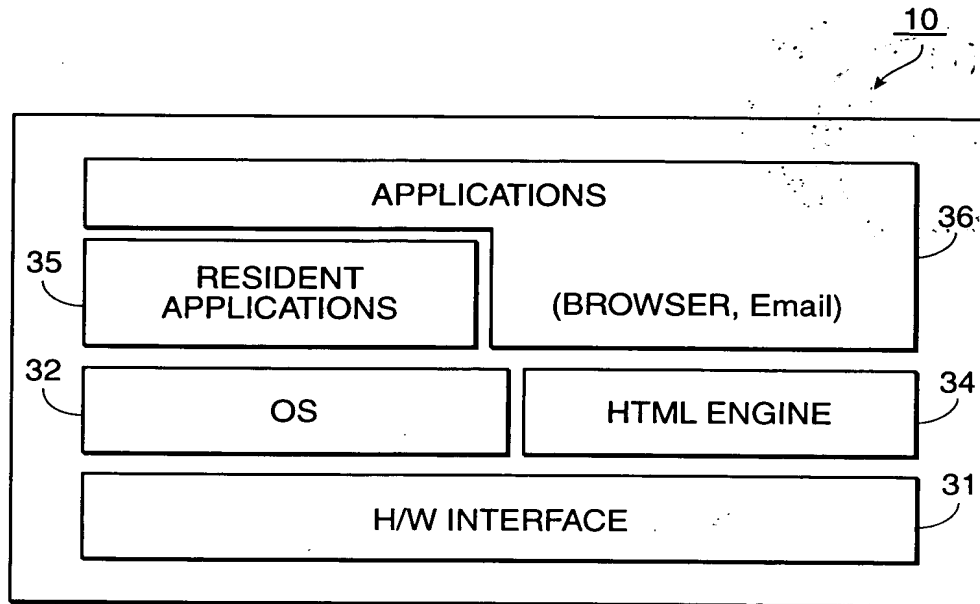 10
APPLICATIONS
36
35
RESIDENT
APPLICATIONS
(BROWSER, Email)
32
OS
HTML ENGINE
34
31
H/W INTERFACE